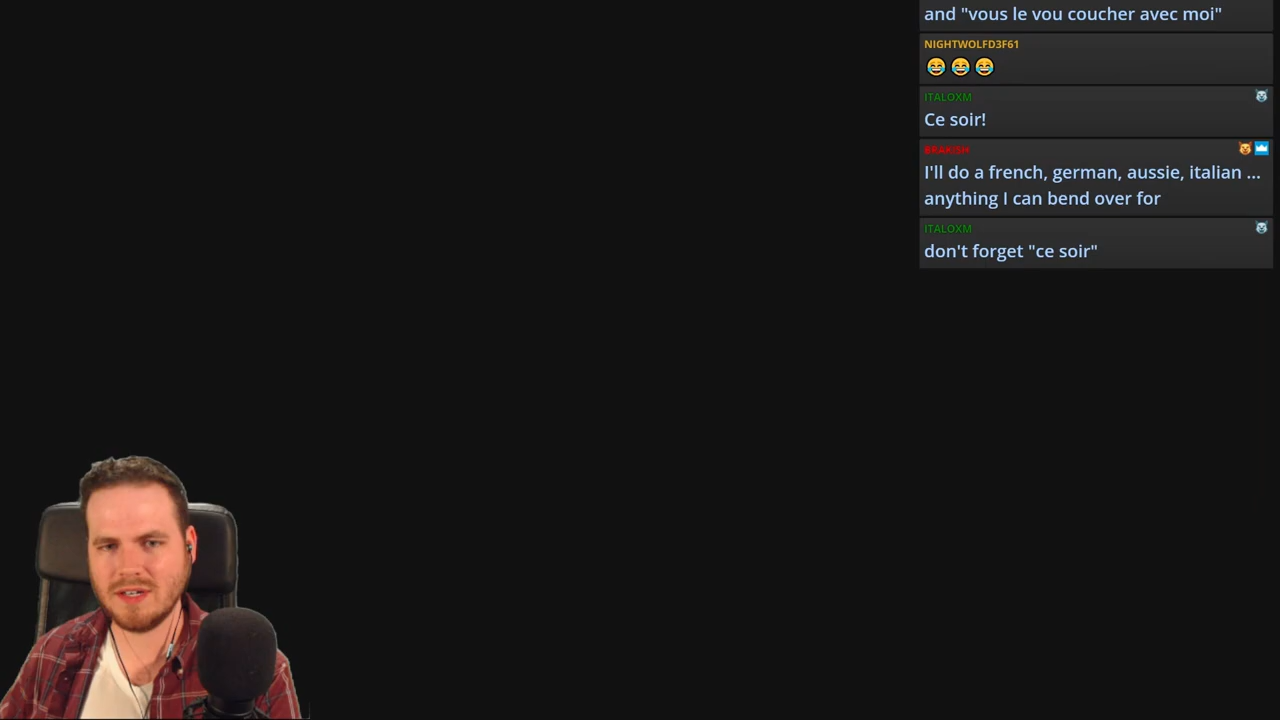 and "vous le vou coucher avec moi"
NIGHTWOLFD3F61
😂😂😂
ITALOXM
Ce soir!
BRAKISH
I'll do a french, german, aussie, italian ...
anything I can bend over for
ITALOXM
don't forget "ce soir"